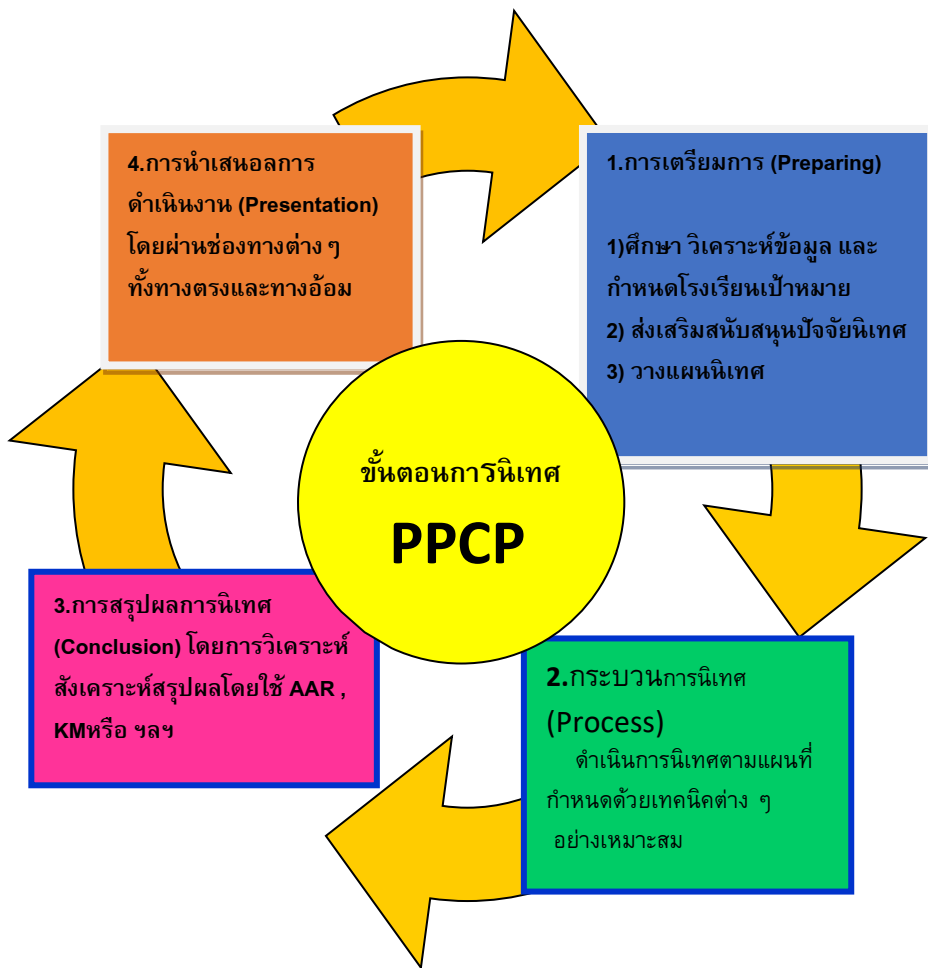 4.การนำเสนอลการ
ดำเนินงาน (Presentation)
โดยผ่านช่องทางต่าง ๆ
ทั้งทางตรงและทางอ้อม
1.การเตรียมการ (Preparing)
1)ศึกษา วิเคราะห์ข้อมูล และ
กำหนดโรงเรียนเป้าหมาย
2) ส่งเสริมสนับสนุนปัจจัยนิเทศ
3) วางแผนนิเทศ
ขั้นตอนการนิเทศ
PPCP
3.การสรุปผลการนิเทศ
(Conclusion) โดยการวิเคราะห์
สังเคราะห์สรุปผลโดยใช้ AAR ,
KMหรือ ฯลฯ
2.กระบวนการนิเทศ
(Process)
ดำเนินการนิเทศตามแผนที่
กำหนดด้วยเทคนิคต่าง ๆ
อย่างเหมาะสม